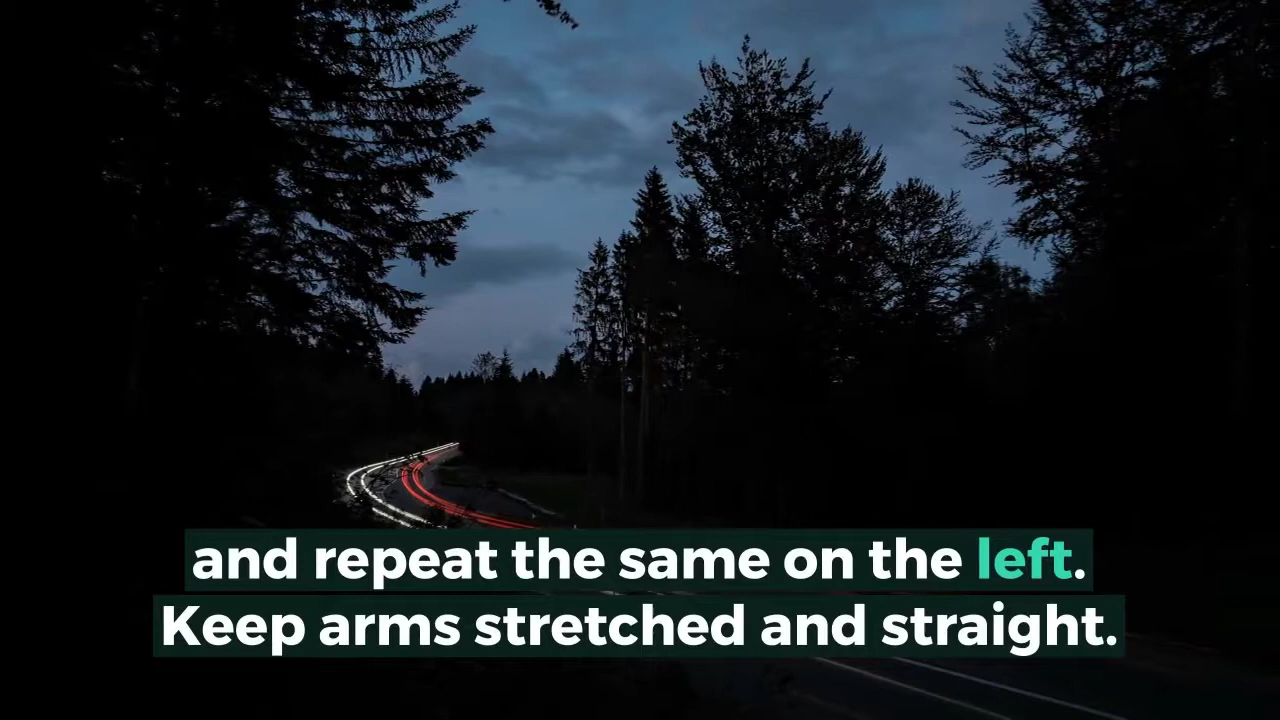 and repeat the same on the left.
Keep arms stretched and straight.